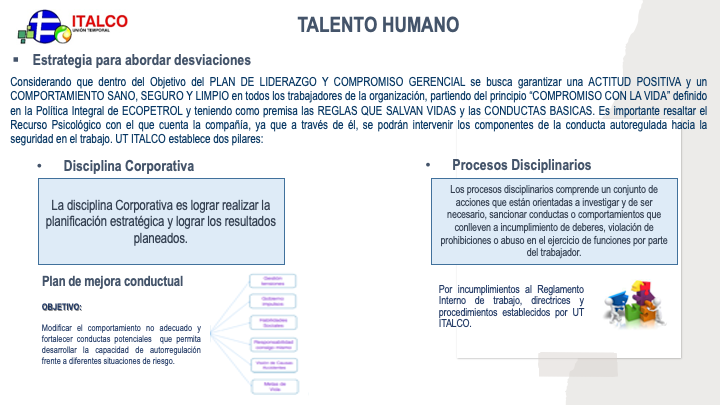 ITALCO
UNIÓN TEMPORAL
TALENTO HUMANO
▪ Estrategia para abordar desviaciones
Considerando que dentro del Objetivo del PLAN DE LIDERAZGO Y COMPROMISO GERENCIAL se busca garantizar una ACTITUD POSITIVA y un
COMPORTAMIENTO SANO, SEGURO Y LIMPIO en todos los trabajadores de la organización, partiendo del principio “COMPROMISO CON LA VIDA” definido
en la Política Integral de ECOPETROL y teniendo como premisa las REGLAS QUE SALVAN VIDAS y las CONDUCTAS BASICAS. Es importante resaltar el
Recurso Psicológico con el que cuenta la compañía, ya que a través de él, se podrán intervenir los componentes de la conducta autoregulada hacia la
seguridad en el trabajo. UT ITALCO establece dos pilares:
• Disciplina Corporativa
La disciplina Corporativa es lograr realizar la
planificación estratégica y lograr los resultados
planeados.
Plan de mejora conductual
OBJETIVO:
Modificar el comportamiento no adecuado y
fortalecer conductas potenciales que permita
desarrollar la capacidad de autorregulación
frente a diferentes situaciones de riesgo.
Gestión
tensiones
Gobierno
impulsos
Habilidades
Sociales
Responsabilidad
consigo mismo
Visión de Causas
Accidentes
Metas de
Vida
• Procesos Disciplinarios
Los procesos disciplinarios comprende un conjunto de
acciones que están orientadas a investigar y de ser
necesario, sancionar conductas o comportamientos que
conlleven a incumplimiento de deberes, violación de
prohibiciones o abuso en el ejercicio de funciones por parte
del trabajador.
Por incumplimientos al Reglamento
Interno de trabajo, directrices y
procedimientos establecidos por UT
ITALCO.